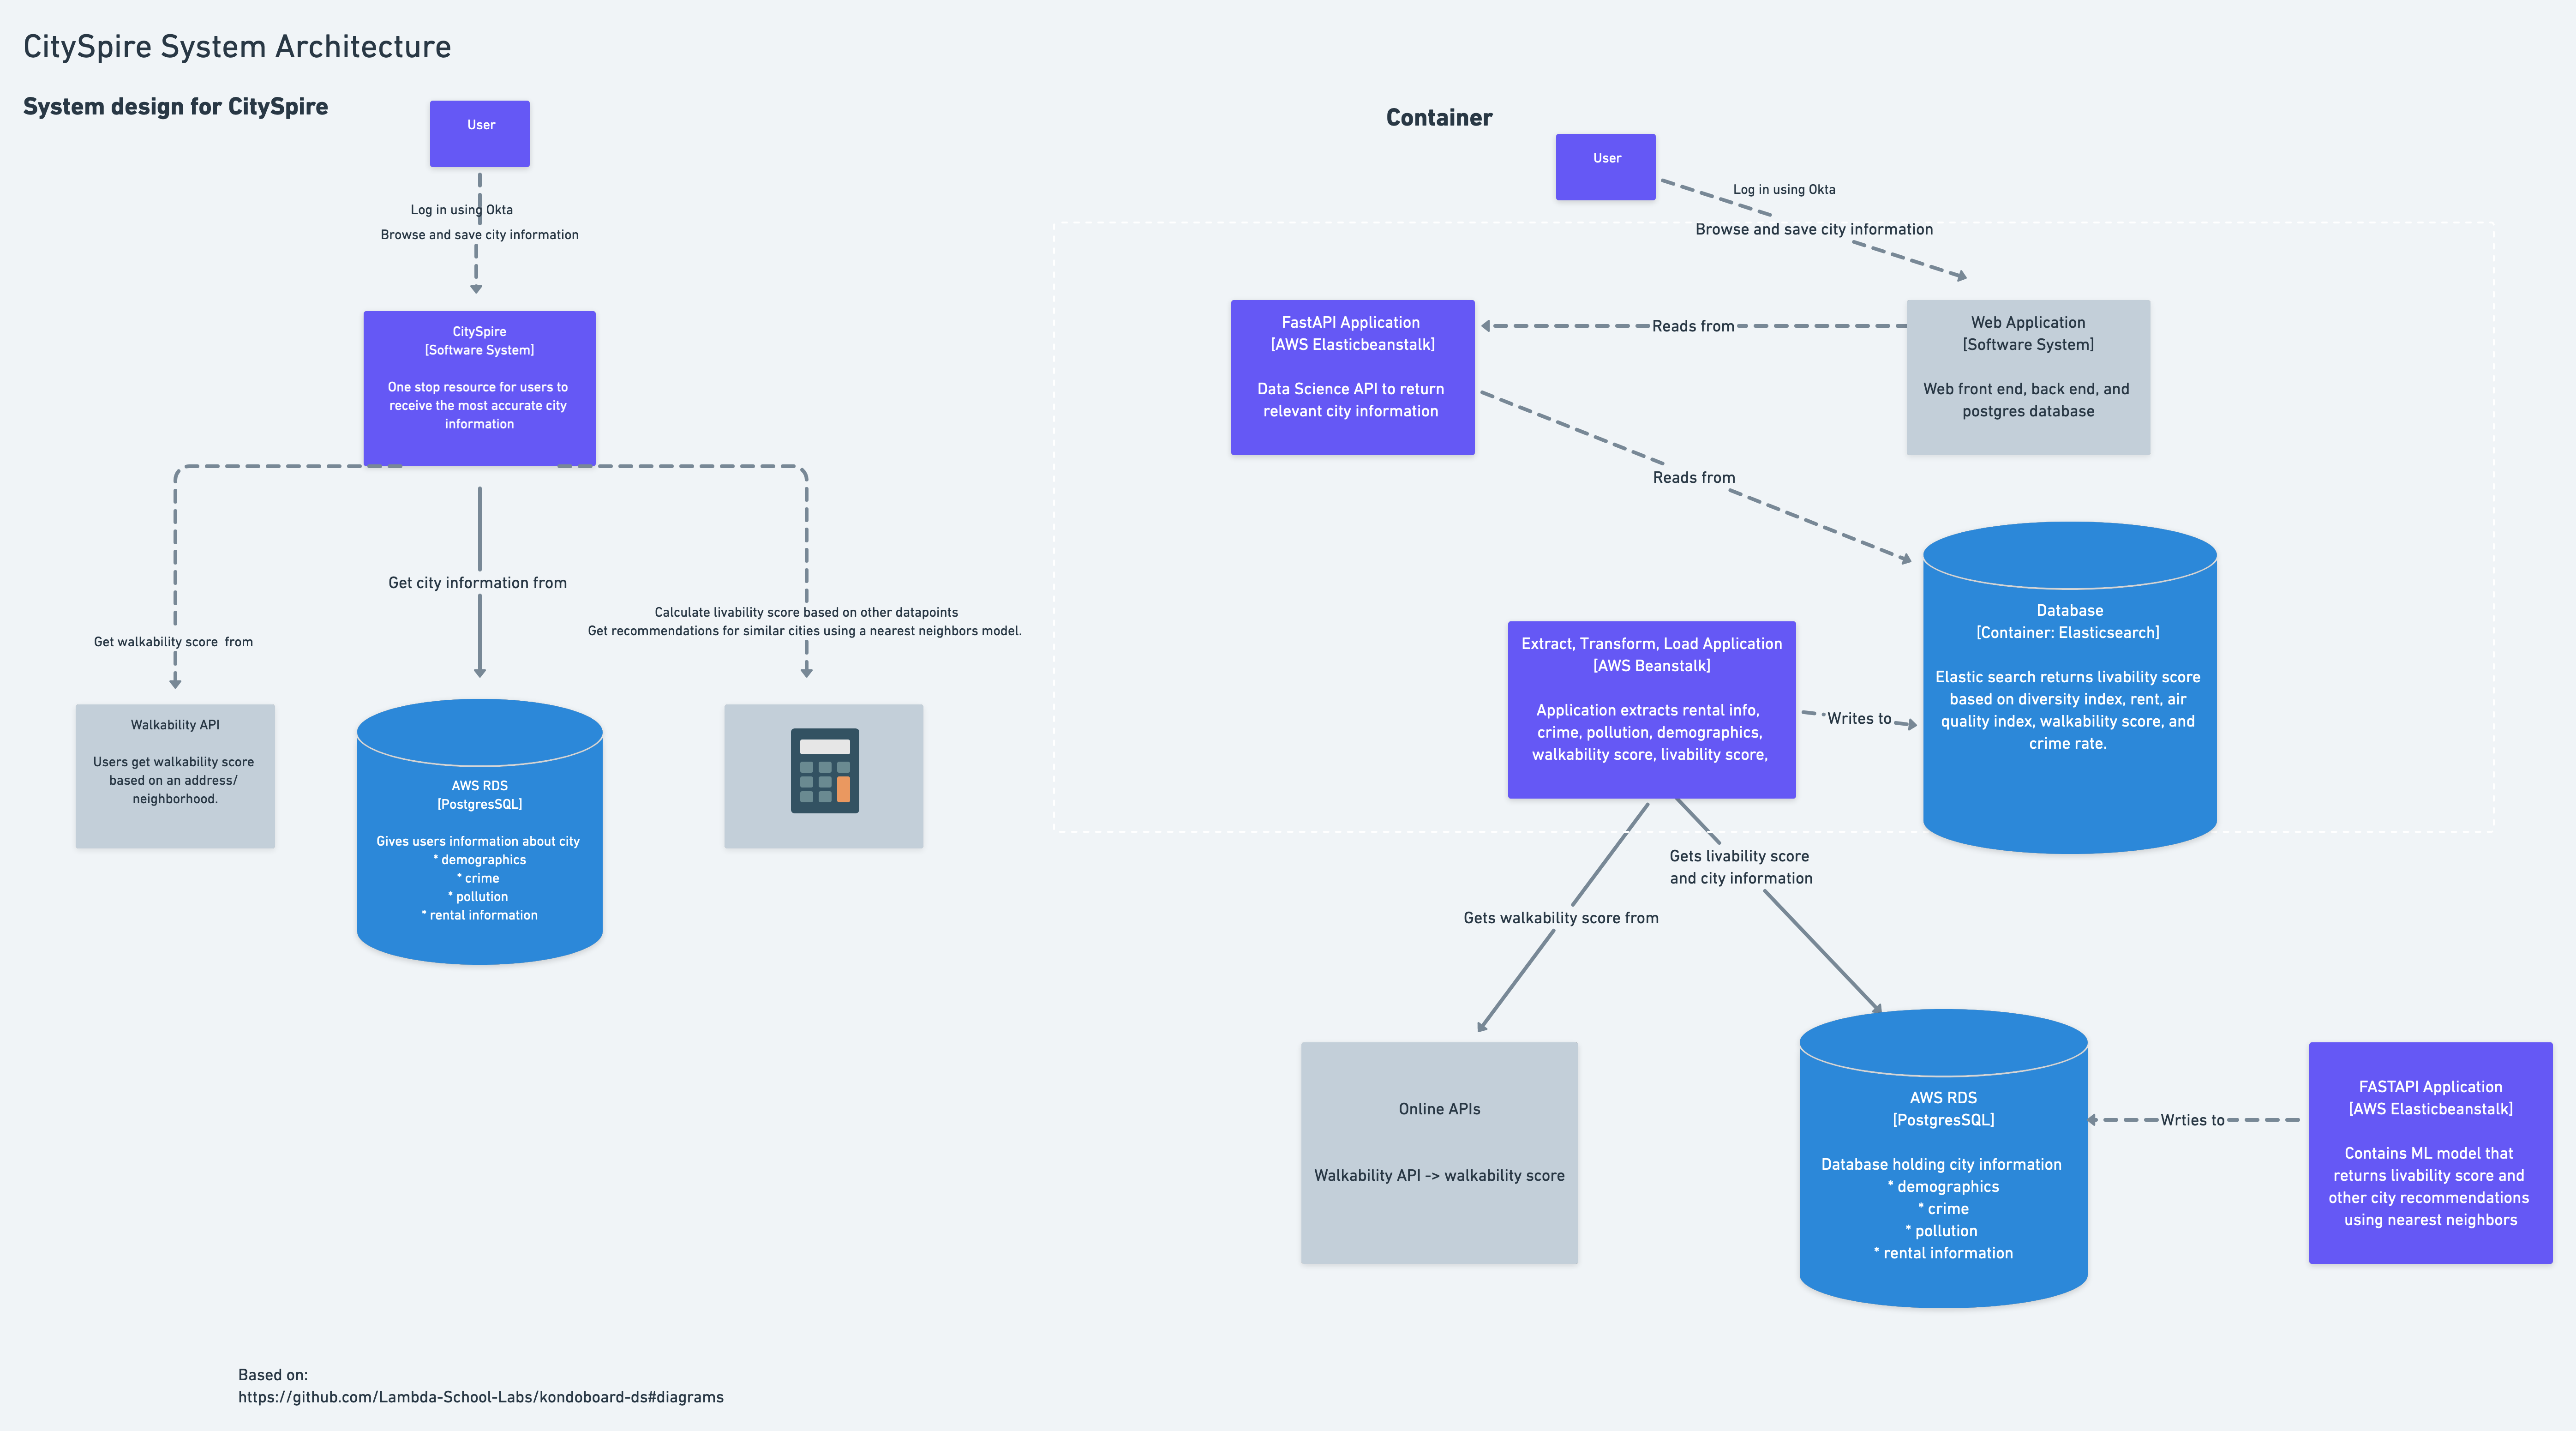 CitySpire System Architecture
System design for CitySpire
User
Log in using Okta
Browse and save city information
CitySpire
[Software System]
One stop resource for users to
receive the most accurate city
information
Get walkability score  from
Get city information from
Calculate livability score based on other datapoints
Get recommendations for similar cities using a nearest neighbors model.
Walkability API
Users get walkability score
based on an address/
neighborhood.
AWS RDS
[PostgresSQL]
Gives users information about city
* demographics
* crime
* pollution
* rental information
Container
User
Log in using Okta
Browse and save city information
FastAPI Application
[AWS Elasticbeanstalk]
Data Science API to return
relevant city information
Reads from
Web Application
[Software System]
Web front end, back end, and
postgres database
Reads from
Extract, Transform, Load Application
[AWS Beanstalk]
Application extracts rental info,
crime, pollution, demographics,
walkability score, livability score,
Writes to
Database
[Container: Elasticsearch]
Elastic search returns livability score
based on diversity index, rent, air
quality index, walkability score, and
crime rate.
Gets livability score
and city information
Gets walkability score from
Online APIs
Walkability API -> walkability score
AWS RDS
[PostgresSQL]
Database holding city information
* demographics
* crime
* pollution
* rental information
Wrties to
FASTAPI Application
[AWS Elasticbeanstalk]
Contains ML model that
returns livability score and
other city recommendations
using nearest neighbors
Based on:
https://github.com/Lambda-School-Labs/kondoboard-ds#diagrams